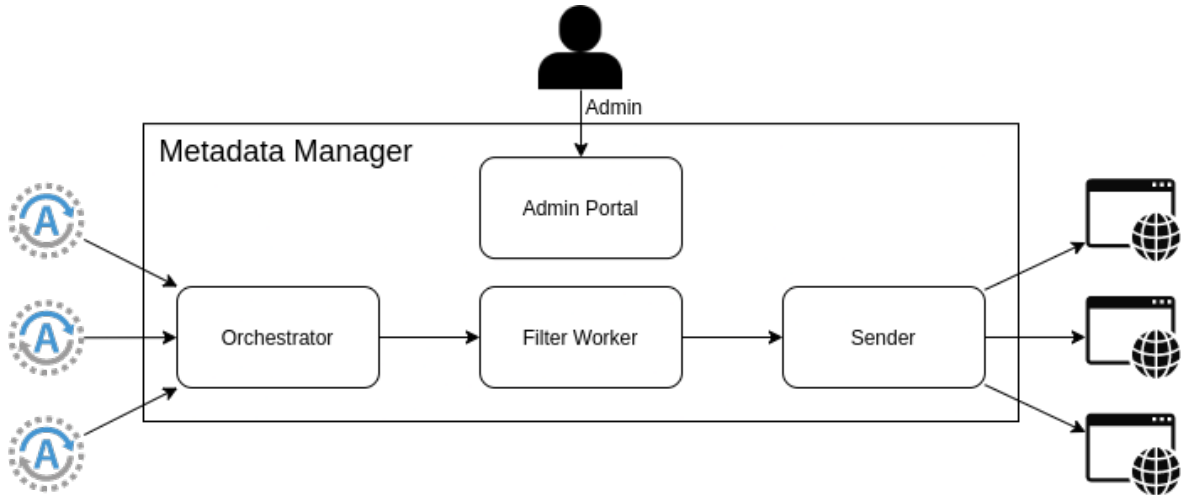 Admin
Metadata Manager
Admin Portal
A
Orchestrator
Filter Worker
Sender
A
A